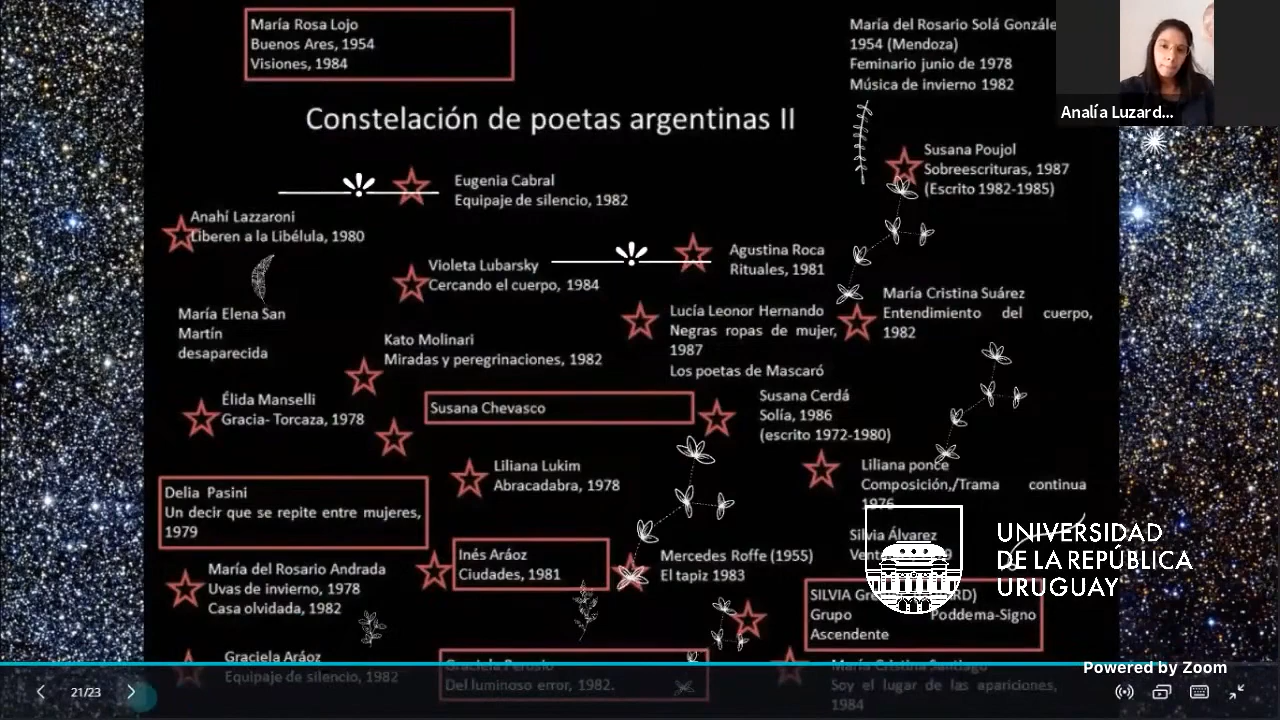 María Rosa Lojo
Buenos Ares, 1954
Visiones, 1984
María del Rosario Solá Gonzále
1954 (Mendoza)
Feminario junio de 1978
Música de invierno 1982
Analía Luzard...
Constelación de poetas argentinas II
Susana Poujol
Sobreescrituras, 1987
(Escrito 1982-1985)
Eugenia Cabral
Equipaje de silencio, 1982
Anahí Lazzaroni
Liberen a la Libélula, 1980
Agustina Roca
Rituales, 1981
Violeta Lubarsky
Cercando el cuerpo, 1984
María Cristina Suárez
Entendimiento del cuerpo,
1982
María Elena San
Martín
desaparecida
Lucía Leonor Hernando
Negras ropas de mujer,
1987
Los poetas de Mascaró
Kato Molinari
Miradas y peregrinaciones, 1982
Élida Manselli
Gracia- Torcaza, 1978
Susana Chevasco
Susana Cerdá
Solía, 1986
(escrito 1972-1980)
Liliana Lukim
Abracadabra, 1978
Liliana ponce
Composición,/Trama continua
1976
Delia Pasini
Un decir que se repite entre mujeres,
1979
Silvia Álvarez
UNIVERSIDAD
DE LA REPÚBLICA
URUGUAY
Inés Aráoz
Ciudades, 1981
Mercedes Roffe (1955)
El tapiz 1983
María del Rosario Andrada
Uvas de invierno, 1978
Casa olvidada, 1982
SILVIA
Grupo Poddema-Signo
Ascendente
Graciela Aráoz
Equipaje de silencio, 1982
Graciela Perosio
Del luminoso error, 1982.
María Cristina Santiago
Soy el lugar de las apariciones,
1984
Powered by Zoom
21/23